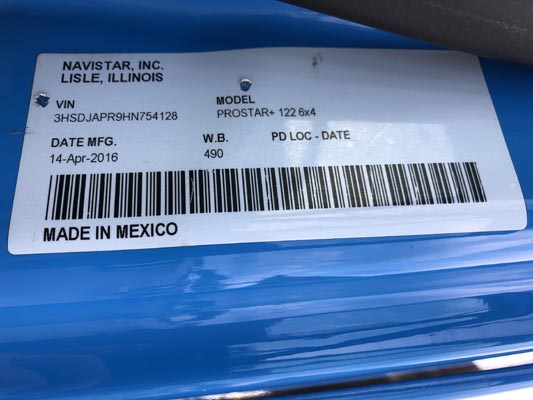 NAVISTAR, INC.
LISLE, ILLINOIS
VIN MODEL
3HSDJAPR9HN754128 PROSTAR+ 122 6x4
DATE MFG. W.B. PD LOC - DATE
14-Apr-2016 490
MADE IN MEXICO